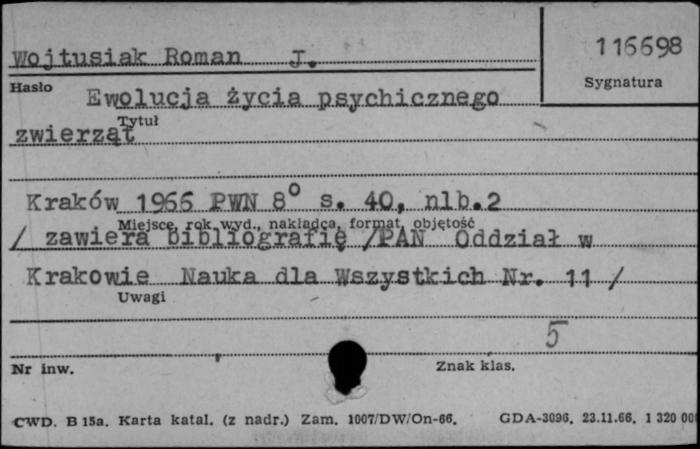 Wojtusiak Roman J.
116698
Hasło
Sygnatura
Ewolucja życia psychicznego
Tytuł
zwierząt
Kraków 1966 PWN 8° s. 40, nlb.2
Miejsce, rok wyd., nakładca, format, objętość
/ zawiera bibliografię /PAN Oddział w
Krakowie Nauka dla Wszystkich Nr. 11 /
Uwagi
5
Nr inw.
Znak klas.
CWD. B 15a. Karta katal. (z nadr.) Zam. 1007/DW/On-66. GDA-3096. 23.11.66. 1 320 00